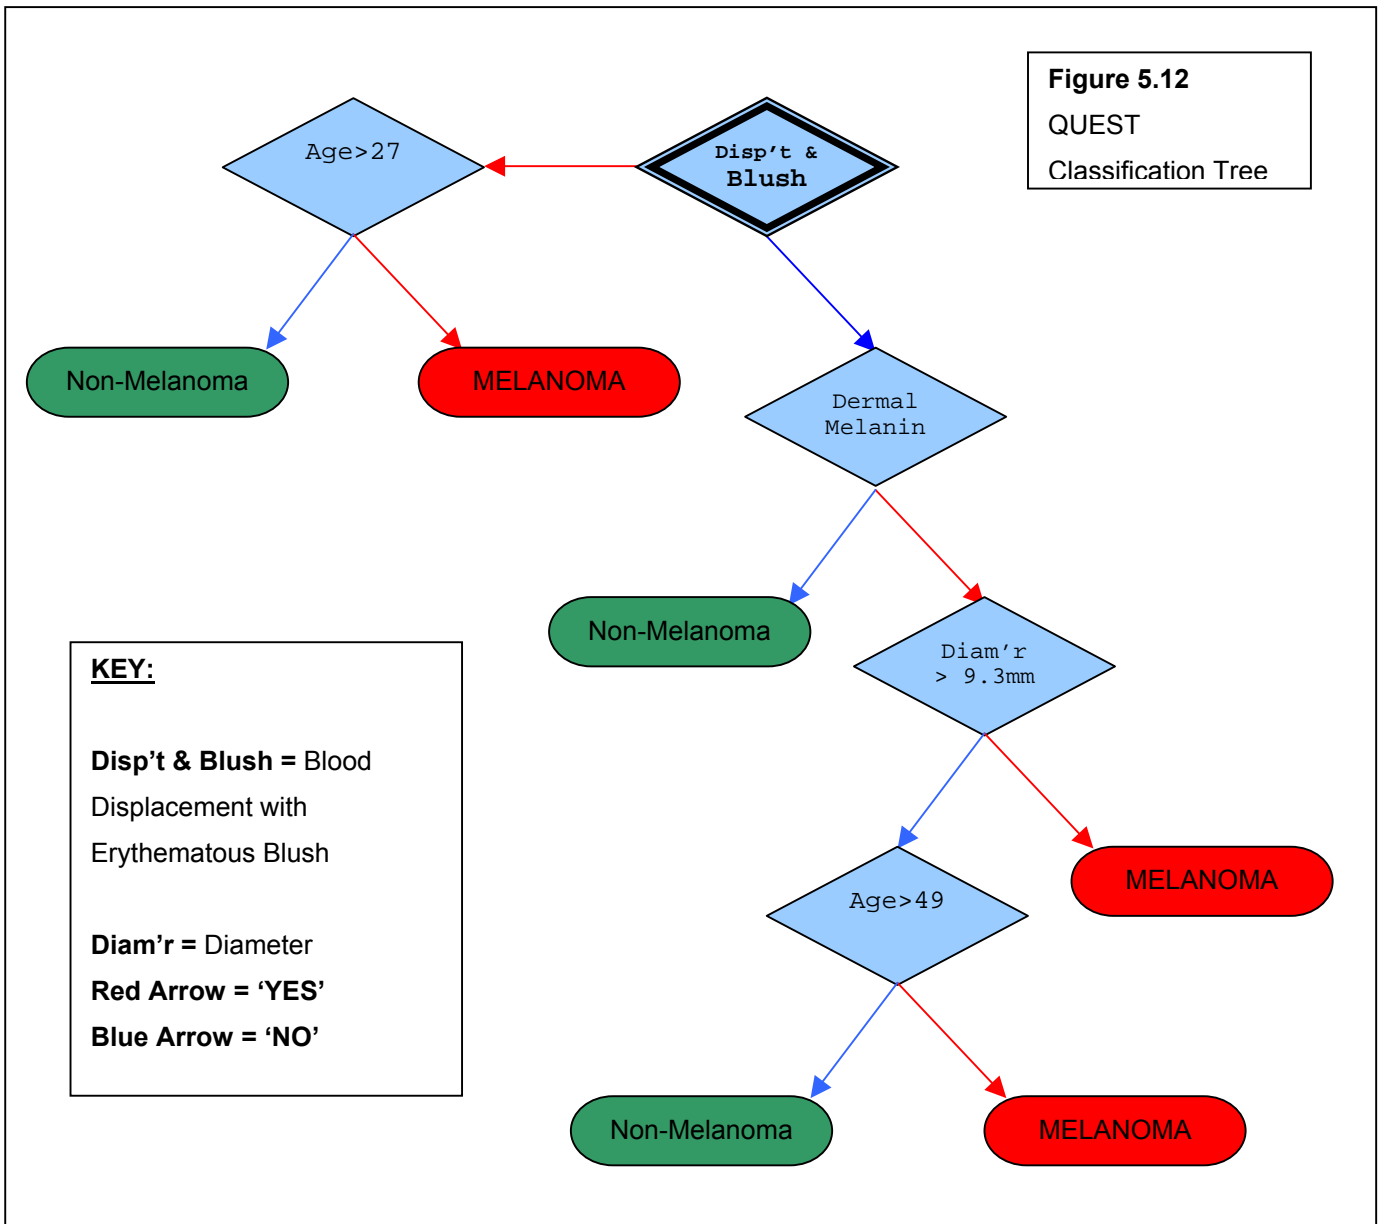 Figure 5.12
QUEST
Classification Tree
Age>27
Disp't &
Blush
Non-Melanoma
MELANOMA
Dermal
Melanin
Non-Melanoma
Diam'r
> 9.3mm
KEY:
Disp't & Blush = Blood
Displacement with
Erythematous Blush
Diam'r = Diameter
Red Arrow = ‘YES’
Blue Arrow = ‘NO’
Age>49
MELANOMA
Non-Melanoma
MELANOMA